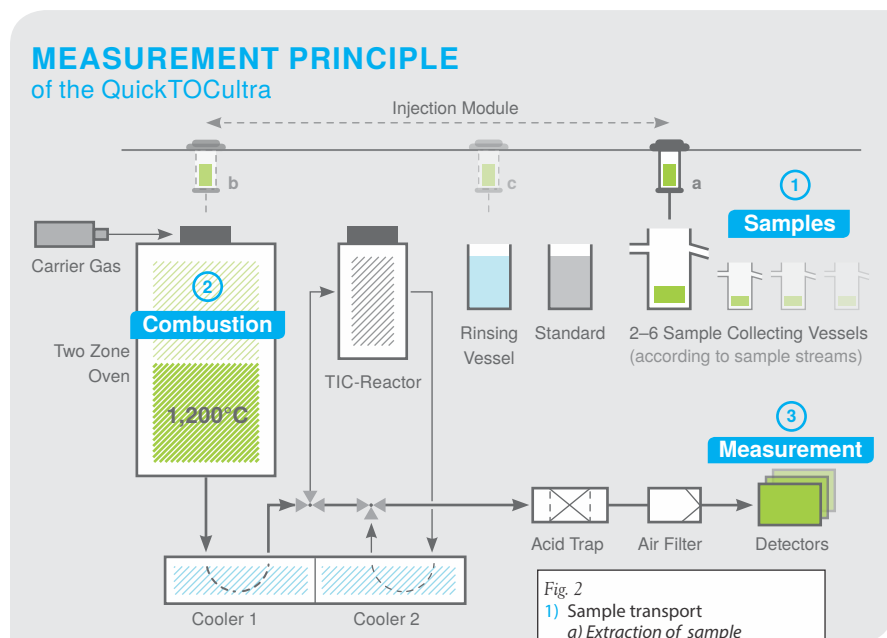 MEASUREMENT PRINCIPLE
of the QuickTOCultra
Injection Module
b
c
a
1
Samples
Carrier Gas
2
Combustion
Two Zone
Oven
1,200°C
TIC-Reactor
Rinsing
Vessel
Standard
2–6 Sample Collecting Vessels
(according to sample streams)
3
Measurement
Acid Trap
Air Filter
Detectors
Cooler 1
Cooler 2
Fig. 2
1) Sample transport
a) Extraction of sample